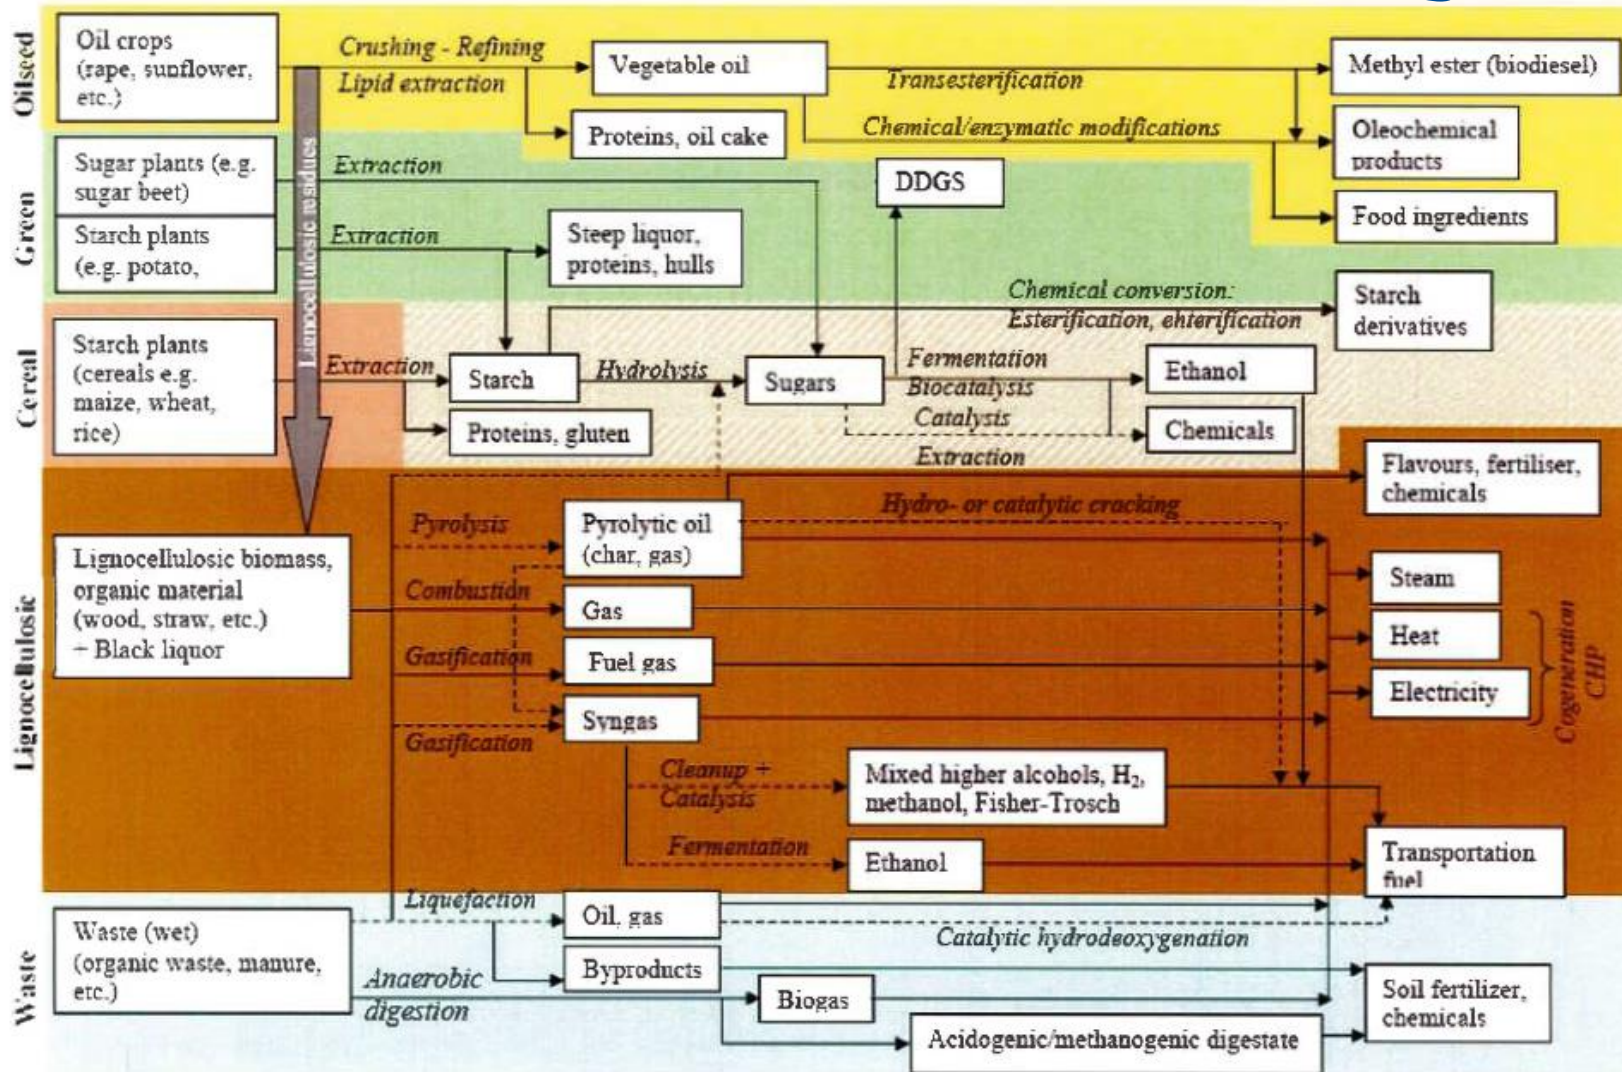 Oilseed
Oil crops
(rape, sunflower,
etc.)
Crushing - Refining
Lipid extraction
Vegetable oil
Proteins, oil cake
Transesterification
Chemical/enzymatic modifications
Methyl ester (biodiesel)
Oleochemical
products
Food ingredients
Green
Sugar plants (e.g.
sugar beet)
Extraction
Starch plants
(e.g. potato,
Extraction
Steep liquor,
proteins, hulls
DDGS
Chemical conversion:
Esterification, ehterification
Starch
derivatives
Lignocellulosic residues
Cereal
Starch plants
(cereals e.g.
maize, wheat,
rice)
Extraction
Starch
Proteins, gluten
Hydrolysis
Sugars
Fermentation
Biocatalysis
Catalysis
Ethanol
Chemicals
Extraction
Flavours, fertiliser,
chemicals
Lignocellulosic
Lignocellulosic biomass,
organic material
(wood, straw, etc.)
+ Black liquor
Pyrolysis
Combustion
Gasification
Gasification
Pyrolytic oil
(char, gas)
Gas
Fuel gas
Syngas
Hydro- or catalytic cracking
Steam
Heat
Electricity
Cogeneration
CHP
Cleanup +
Catalysis
Mixed higher alcohols, H₂,
methanol, Fisher-Trosch
Fermentation
Ethanol
Transportation
fuel
Waste
Waste (wet)
(organic waste, manure,
etc.)
Liquefaction
Anaerobic
digestion
Oil, gas
Byproducts
Biogas
Catalytic hydrodeoxygenation
Acidogenic/methanogenic digestate
Soil fertilizer,
chemicals